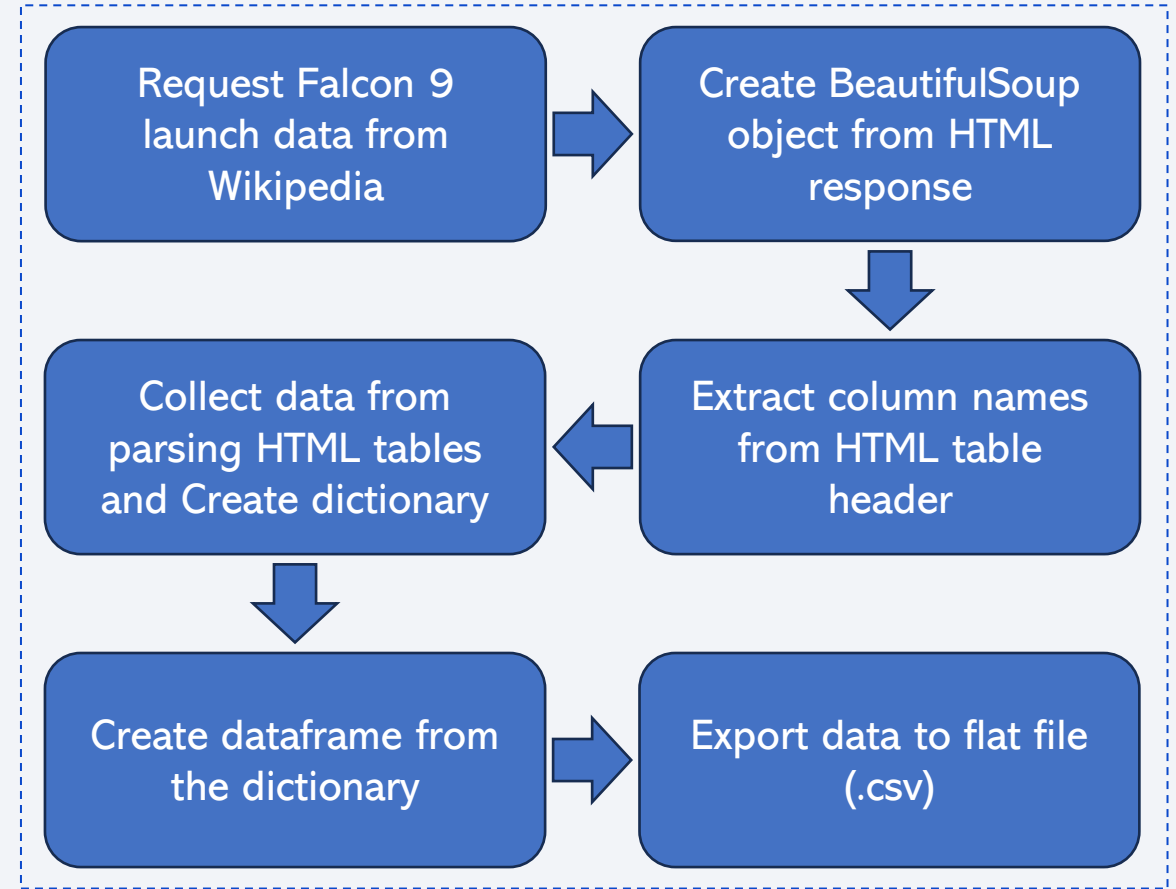 Request Falcon 9
launch data from
Wikipedia
Create BeautifulSoup
object from HTML
response
Extract column names
from HTML table
header
Collect data from
parsing HTML tables
and Create dictionary
Create dataframe from
the dictionary
Export data to flat file
(.csv)